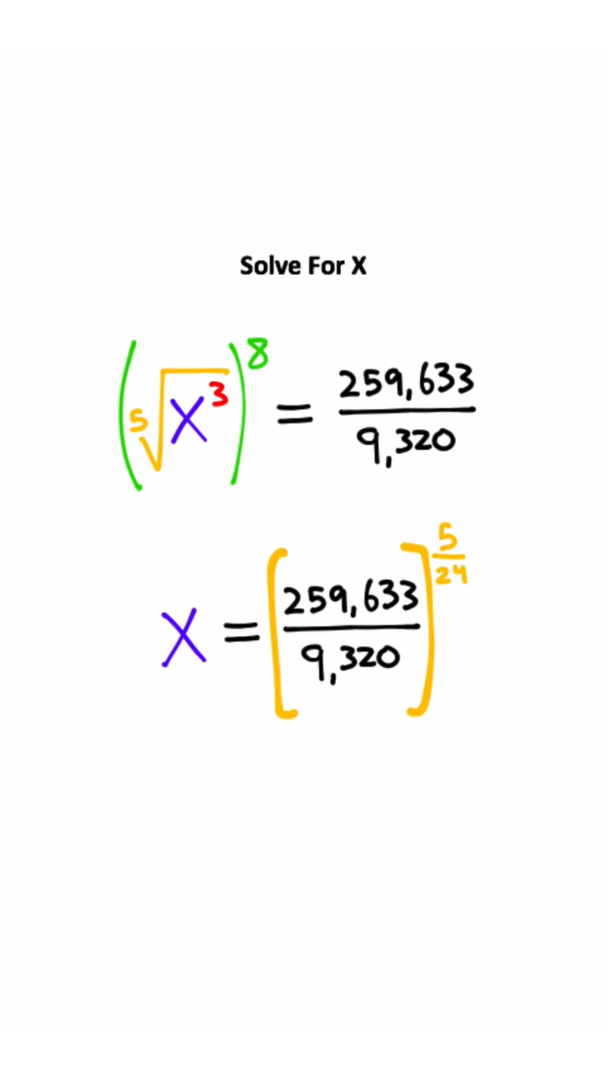 Solve For X
(⁵√x³)⁸ = 259,633 / 9,320
X = [259,633 / 9,320]^(5/24)